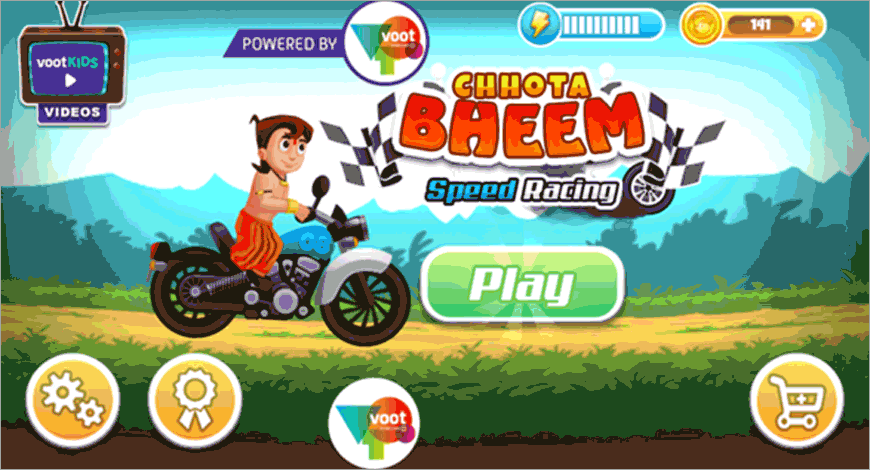 voot KIDS
VIDEOS
POWERED BY
voot
141
CHHOTA
BHEEM
Speed Racing
Play
voot